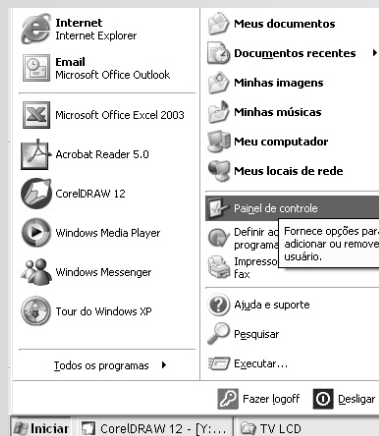 Internet
Internet Explorer
Email
Microsoft Office Outlook
Microsoft Office Excel 2003
Acrobat Reader 5.0
CorelDRAW 12
Windows Media Player
Windows Messenger
Tour do Windows XP
Todos os programas
Meus documentos
Documentos recentes
Minhas imagens
Minhas músicas
Meu computador
Meus locais de rede
Painel de controle
Definir
programa
Impresso
fax
Fornece opções para
adicionar ou remove
usuário.
Ajuda e suporte
Pesquisar
Executar...
Fazer logoff
Desligar
Iniciar
CorelDRAW 12 - [Y:...
TV LCD